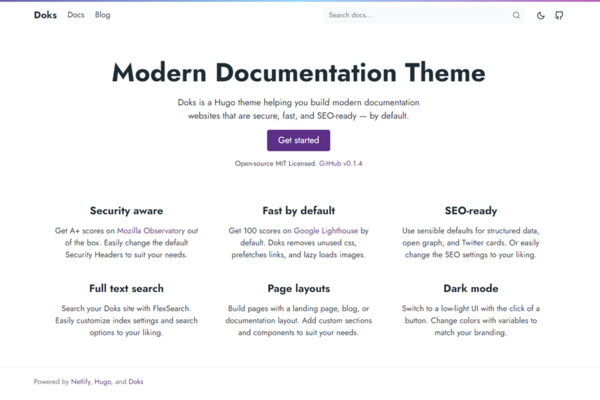 Doks Docs Blog Search docs...
Modern Documentation Theme
Doks is a Hugo theme helping you build modern documentation
websites that are secure, fast, and SEO-ready — by default.
Get started
Open-source MIT Licensed. GitHub v0.1.4
Security aware
Get A+ scores on Mozilla Observatory out
of the box. Easily change the default
Security Headers to suit your needs.
Fast by default
Get 100 scores on Google Lighthouse by
default. Doks removes unused css,
prefetches links, and lazy loads images.
SEO-ready
Use sensible defaults for structured data,
open graph, and Twitter cards. Or easily
change the SEO settings to your liking.
Full text search
Search your Doks site with FlexSearch.
Easily customize index settings and search
options to your liking.
Page layouts
Build pages with a landing page, blog, or
documentation layout. Add custom sections
and components to suit your needs.
Dark mode
Switch to a low-light UI with the click of a
button. Change colors with variables to
match your branding.
Powered by Netlify, Hugo, and Doks